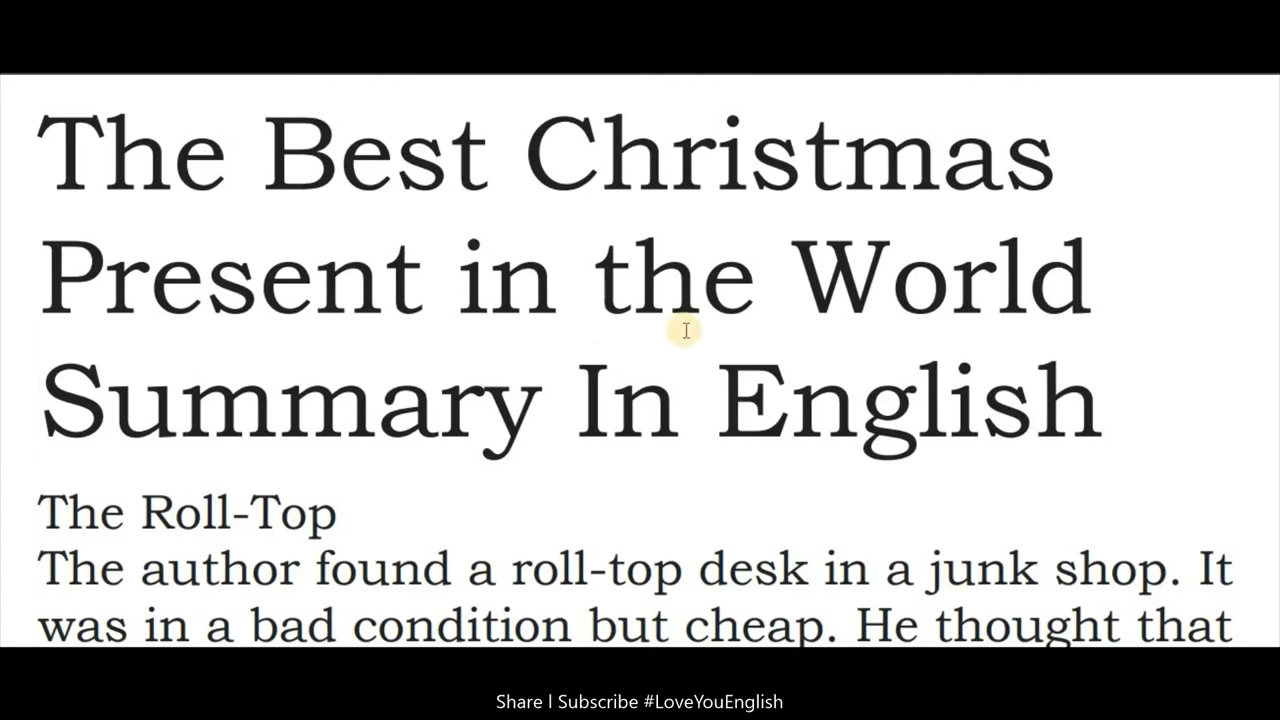 The Best Christmas
Present in the World
Summary In English
The Roll-Top
The author found a roll-top desk in a junk shop. It
was in a bad condition but cheap. He thought that
Share | Subscribe #LoveYouEnglish